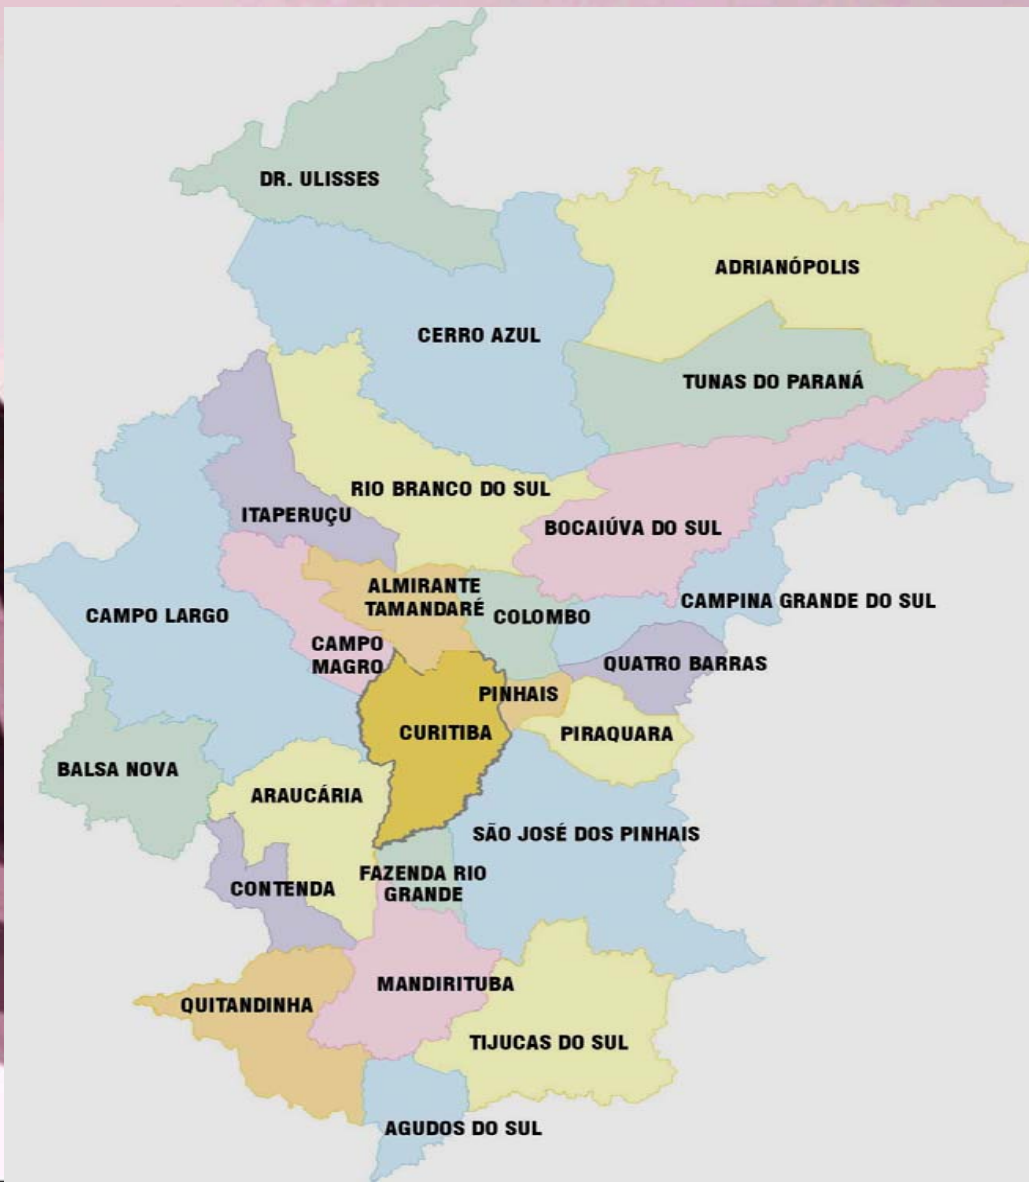 DR. ULISSES
ADRIANÓPOLIS
CERRO AZUL
TUNAS DO PARANÁ
RIO BRANCO DO SUL
ITAPERUÇU
BOCAIÚVA DO SUL
ALMIRANTE
TAMANDARÉ
COLOMBO
CAMPINA GRANDE DO SUL
CAMPO LARGO
CAMPO
MAGRO
QUATRO BARRAS
PINHAIS
CURITIBA
PIRAQUARA
BALSA NOVA
ARAUCÁRIA
SÃO JOSÉ DOS PINHAIS
FAZENDA RIO
GRANDE
CONTENDA
MANDIRITUBA
QUITANDINHA
TIJUCAS DO SUL
AGUDOS DO SUL